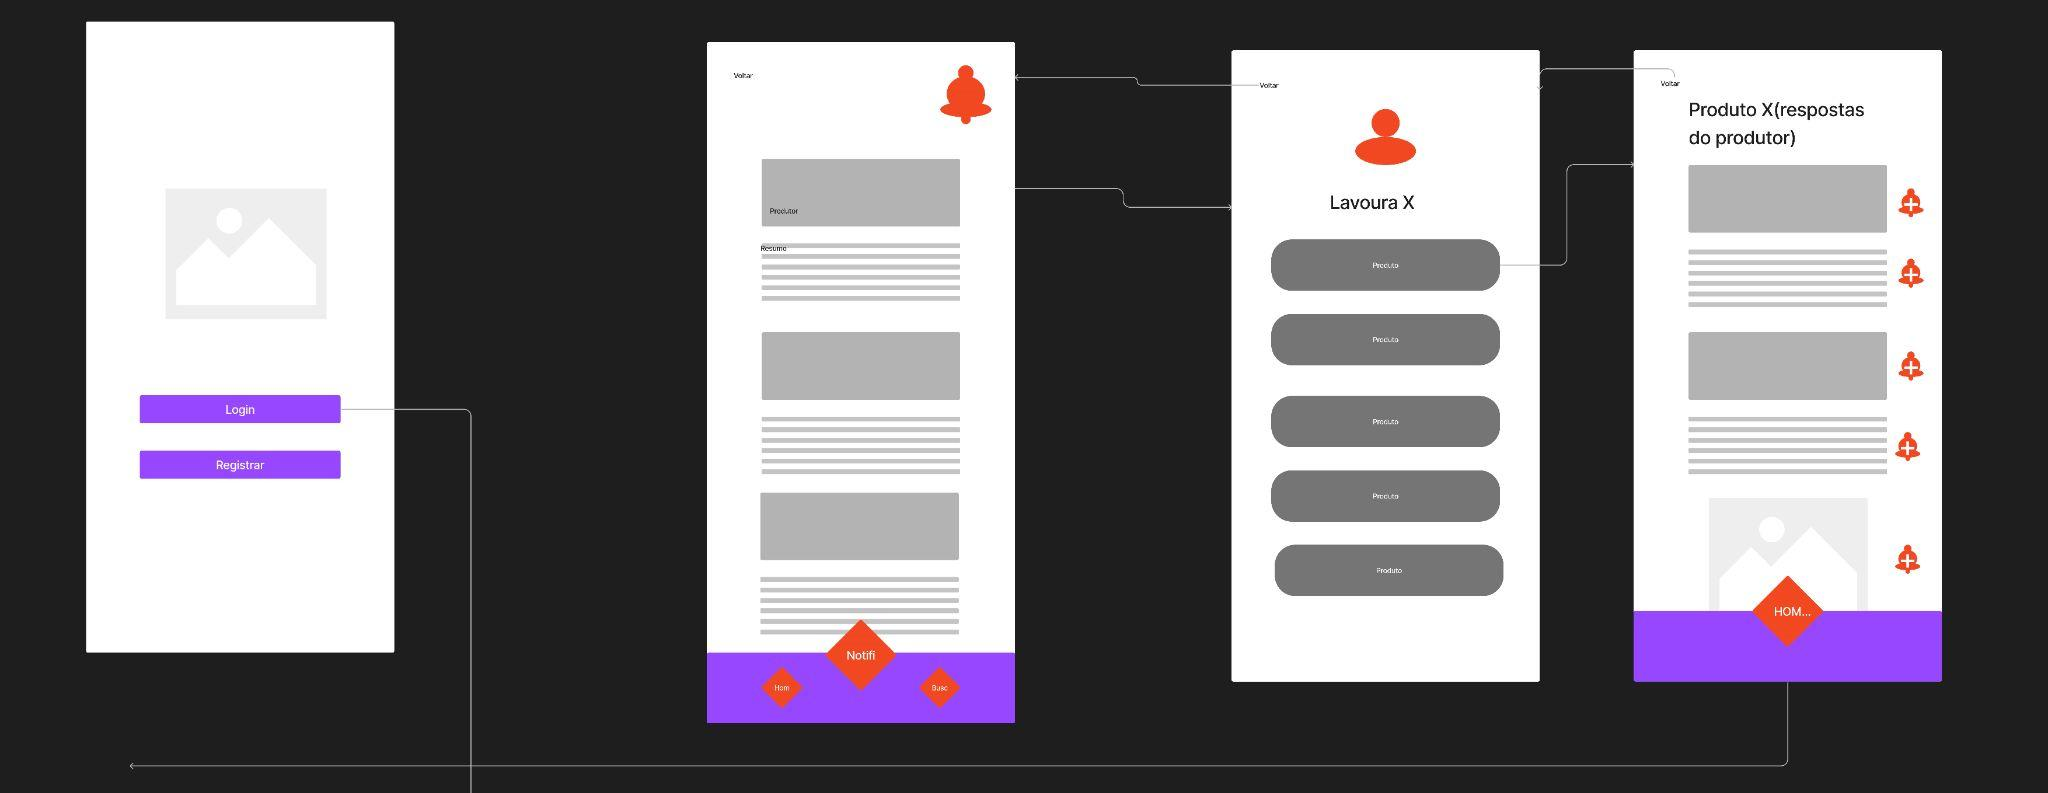 Login
Registrar
Voltar
Produtor
Resumo
Notifi
Hom
Busc
Voltar
Lavoura X
Produto
Produto
Produto
Produto
Produto
Voltar
Produto X(respostas
do produtor)
HOM...